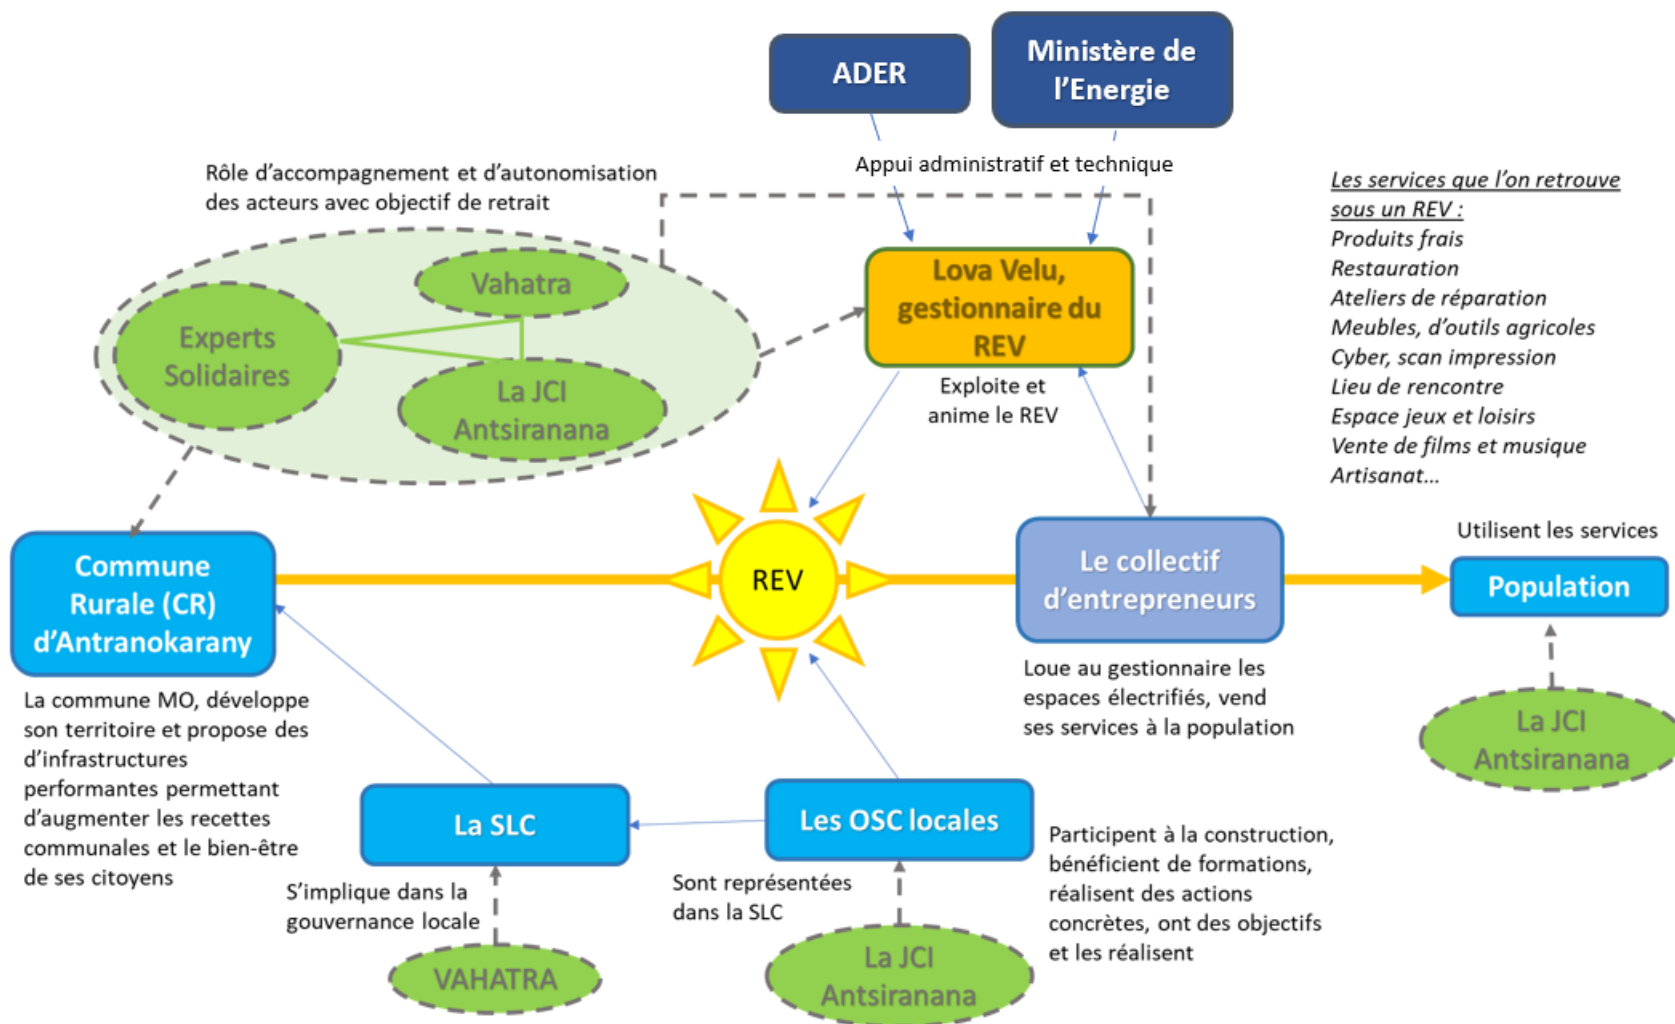 ADER
Ministère de
l'Energie
Appui administratif et technique
Rôle d'accompagnement et d'autonomisation
des acteurs avec objectif de retrait
Vahatra
Experts
Solidaires
La JCI
Antsiranana
Lova Velu,
gestionnaire du
REV
Exploite et
anime le REV
Les services que l'on retrouve
sous un REV :
Produits frais
Restauration
Ateliers de réparation
Meubles, d'outils agricoles
Cyber, scan impression
Lieu de rencontre
Espace jeux et loisirs
Vente de films et musique
Artisanat...
Commune
Rurale (CR)
d'Antranokarany
REV
Le collectif
d'entrepreneurs
Utilisent les services
Population
La commune MO, développe
son territoire et propose des
d'infrastructures
performantes permettant
d'augmenter les recettes
communales et le bien-être
de ses citoyens
Loue au gestionnaire les
espaces électrifiés, vend
ses services à la population
La JCI
Antsiranana
La SLC
Les OSC locales
S'implique dans la
gouvernance locale
Sont représentées
dans la SLC
Participent à la construction,
bénéficient de formations,
réalisent des actions
concrètes, ont des objectifs
et les réalisent
VAHATRA
La JCI
Antsiranana